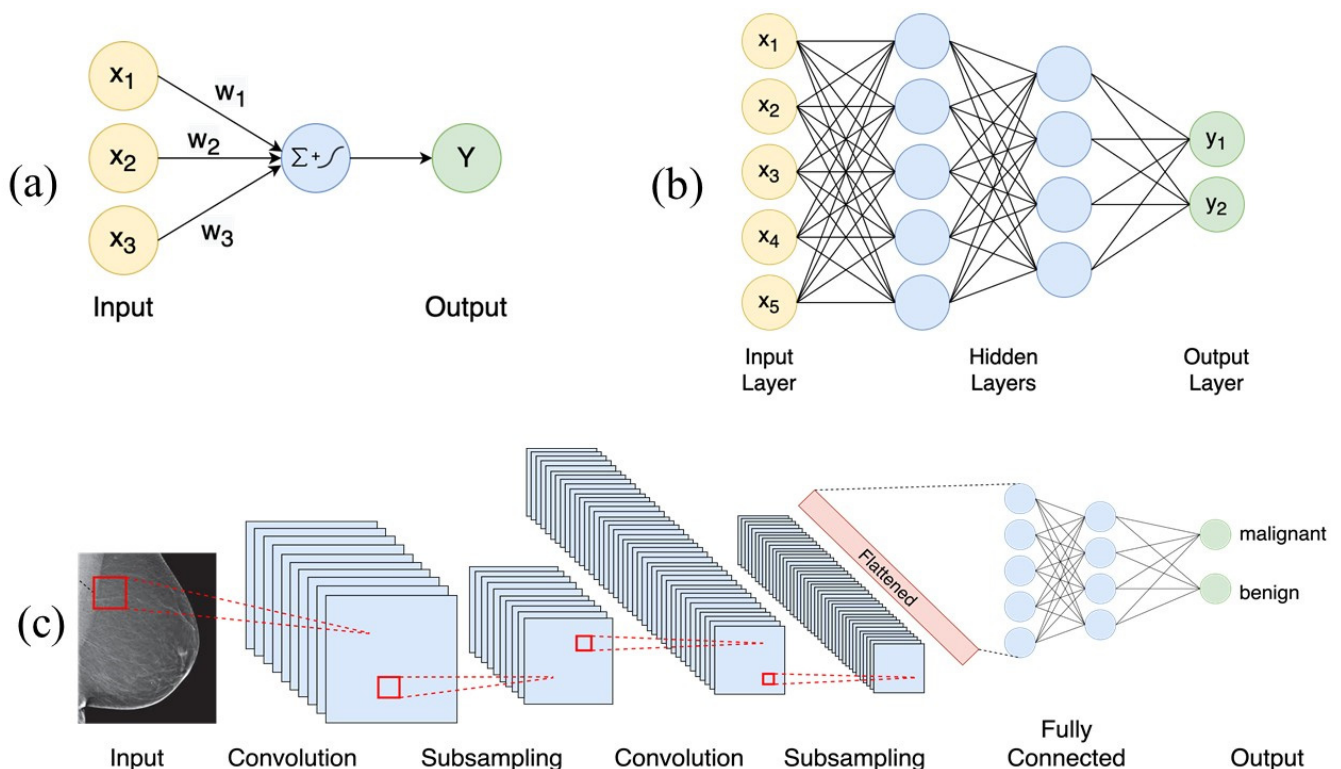 (a)
x1
x2
x3
w1
w2
w3
Σ +
Y
Input
Output
(b)
x1
x2
x3
x4
x5
y1
y2
Input
Layer
Hidden
Layers
Output
Layer
(c)
Flattened
malignant
benign
Input
Convolution
Subsampling
Convolution
Subsampling
Fully
Connected
Output